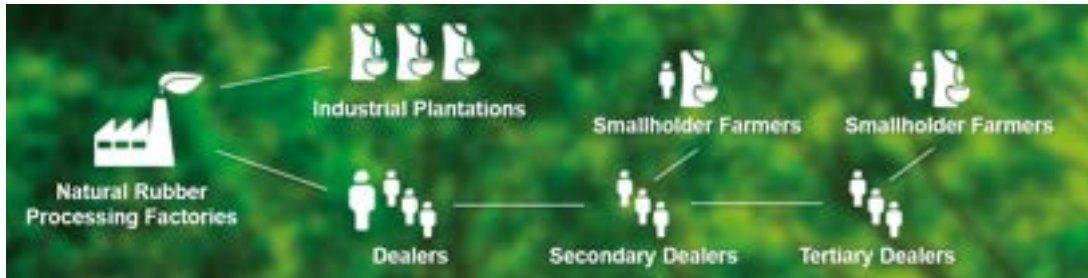 Industrial Plantations
Smallholder Farmers
Smallholder Farmers
Natural Rubber
Processing Factories
Dealers
Secondary Dealers
Tertiary Dealers